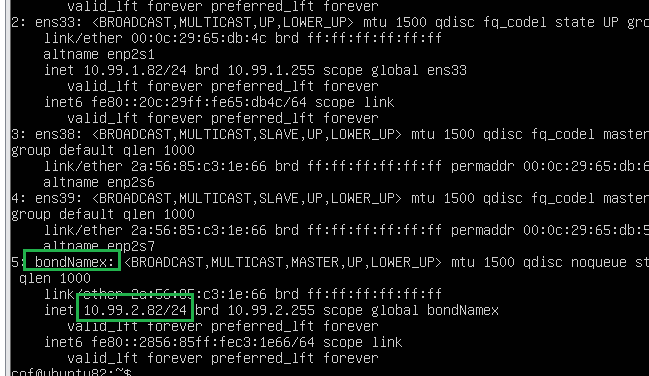 valid_lft forever preferred_lft forever
2: ens33: <BROADCAST,MULTICAST,UP,LOWER_UP> mtu 1500 qdisc fq_codel state UP gro
link/ether 00:0c:29:65:db:4c brd ff:ff:ff:ff:ff:ff
altname enp2s1
inet 10.99.1.82/24 brd 10.99.1.255 scope global ens33
valid_lft forever preferred_lft forever
inet6 fe80::20c:29ff:fe65:db4c/64 scope link
valid_lft forever preferred_lft forever
3: ens38: <BROADCAST,MULTICAST,SLAVE,UP,LOWER_UP> mtu 1500 qdisc fq_codel master
group default qlen 1000
link/ether 2a:56:85:c3:1e:66 brd ff:ff:ff:ff:ff:ff permaddr 00:0c:29:65:db:6
altname enp2s6
4: ens39: <BROADCAST,MULTICAST,SLAVE,UP,LOWER_UP> mtu 1500 qdisc fq_codel master
group default qlen 1000
link/ether 2a:56:85:c3:1e:66 brd ff:ff:ff:ff:ff:ff permaddr 00:0c:29:65:db:5
altname enp2s7
5: bondNamex: <BROADCAST,MULTICAST,MASTER,UP,LOWER_UP> mtu 1500 qdisc noqueue st
qlen 1000
link/ether 2a:56:85:c3:1e:66 brd ff:ff:ff:ff:ff:ff
inet 10.99.2.82/24 brd 10.99.2.255 scope global bondNamex
valid_lft forever preferred_lft forever
inet6 fe80::2856:85ff:fec3:1e66/64 scope link
valid_lft forever preferred_lft forever
cof@ubuntu82:~$